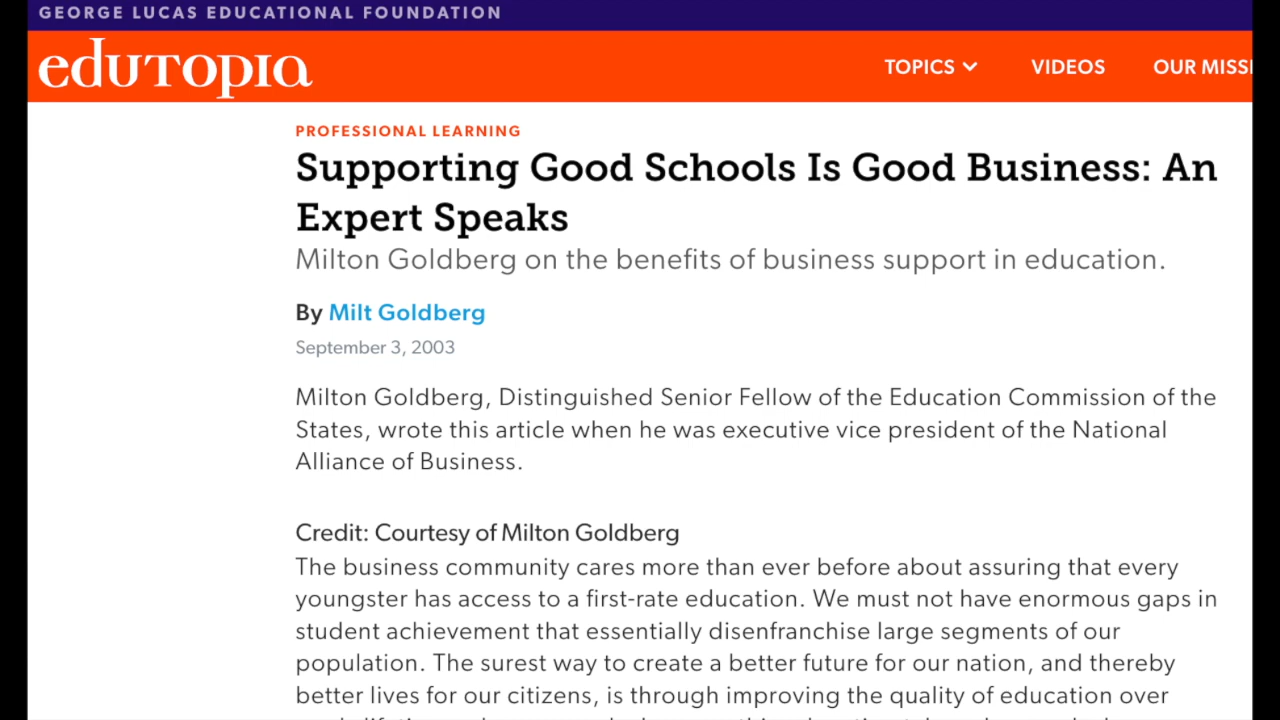 GEORGE LUCAS EDUCATIONAL FOUNDATION
edutopia
TOPICS VIDEOS OUR MISSI
PROFESSIONAL LEARNING
Supporting Good Schools Is Good Business: An
Expert Speaks
Milton Goldberg on the benefits of business support in education.
By Milt Goldberg
September 3, 2003
Milton Goldberg, Distinguished Senior Fellow of the Education Commission of the
States, wrote this article when he was executive vice president of the National
Alliance of Business.
Credit: Courtesy of Milton Goldberg
The business community cares more than ever before about assuring that every
youngster has access to a first-rate education. We must not have enormous gaps in
student achievement that essentially disenfranchise large segments of our
population. The surest way to create a better future for our nation, and thereby
better lives for our citizens, is through improving the quality of education over